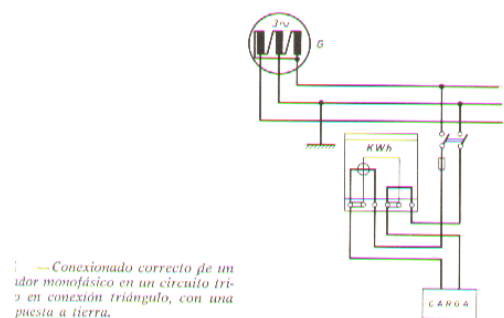 3~
G
KWh
— Conexionado correcto de un
ador monofásico en un circuito tri-
o en conexión triángulo, con una
puesta a tierra.
CARGA